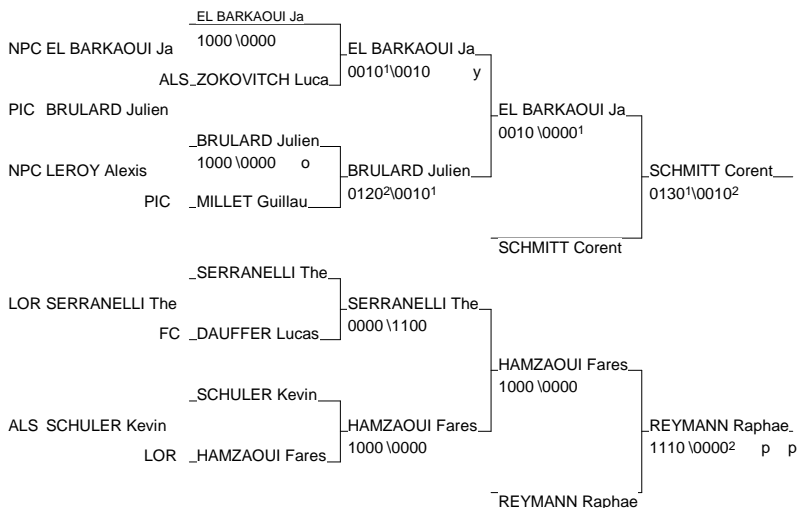 EL BARKAOUI Ja
NPC EL BARKAOUI Ja 1000 \0000 EL BARKAOUI Ja
ALS ZOKOVITCH Luca 0010¹\0010 y
PIC BRULARD Julien EL BARKAOUI Ja
0010 \0000¹
BRULARD Julien
NPC LEROY Alexis 1000 \0000 o BRULARD Julien SCHMITT Corent
PIC MILLET Guillau 0120²\0010¹ 0130¹\0010²
SCHMITT Corent
SERRANELLI The
LOR SERRANELLI The SERRANELLI The
FC DAUFFER Lucas 0000 \1100
HAMZAOUI Fares
1000 \0000
SCHULER Kevin
ALS SCHULER Kevin HAMZAOUI Fares REYMANN Raphae
LOR HAMZAOUI Fares 1000 \0000 1110 \0000² p p
REYMANN Raphae